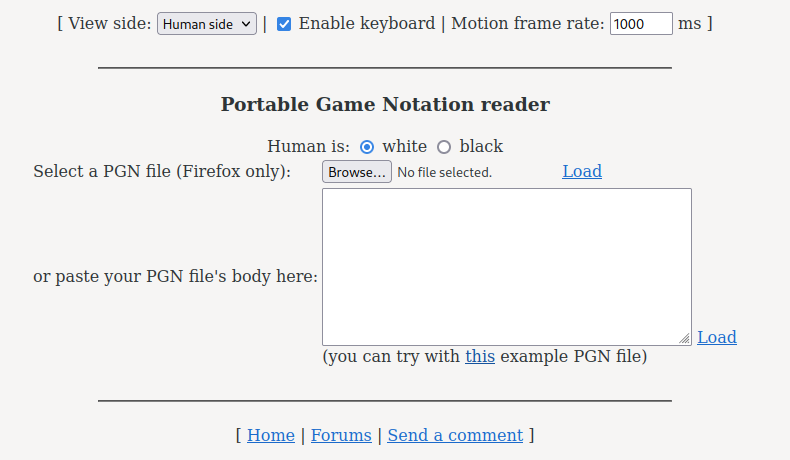 [ View side: Human side | Enable keyboard | Motion frame rate: 1000 ms ]
Portable Game Notation reader
Human is: white black
Select a PGN file (Firefox only): Browse... No file selected. Load
or paste your PGN file's body here:
Load
(you can try with this example PGN file)
[ Home | Forums | Send a comment ]